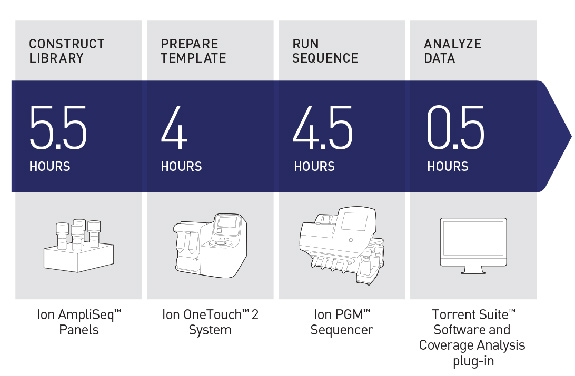 CONSTRUCT
LIBRARY
5.5
HOURS
Ion AmpliSeq™
Panels
PREPARE
TEMPLATE
4
HOURS
Ion OneTouch™ 2
System
RUN
SEQUENCE
4.5
HOURS
Ion PGM™
Sequencer
ANALYZE
DATA
0.5
HOURS
Torrent Suite™
Software and
Coverage Analysis
plug-in